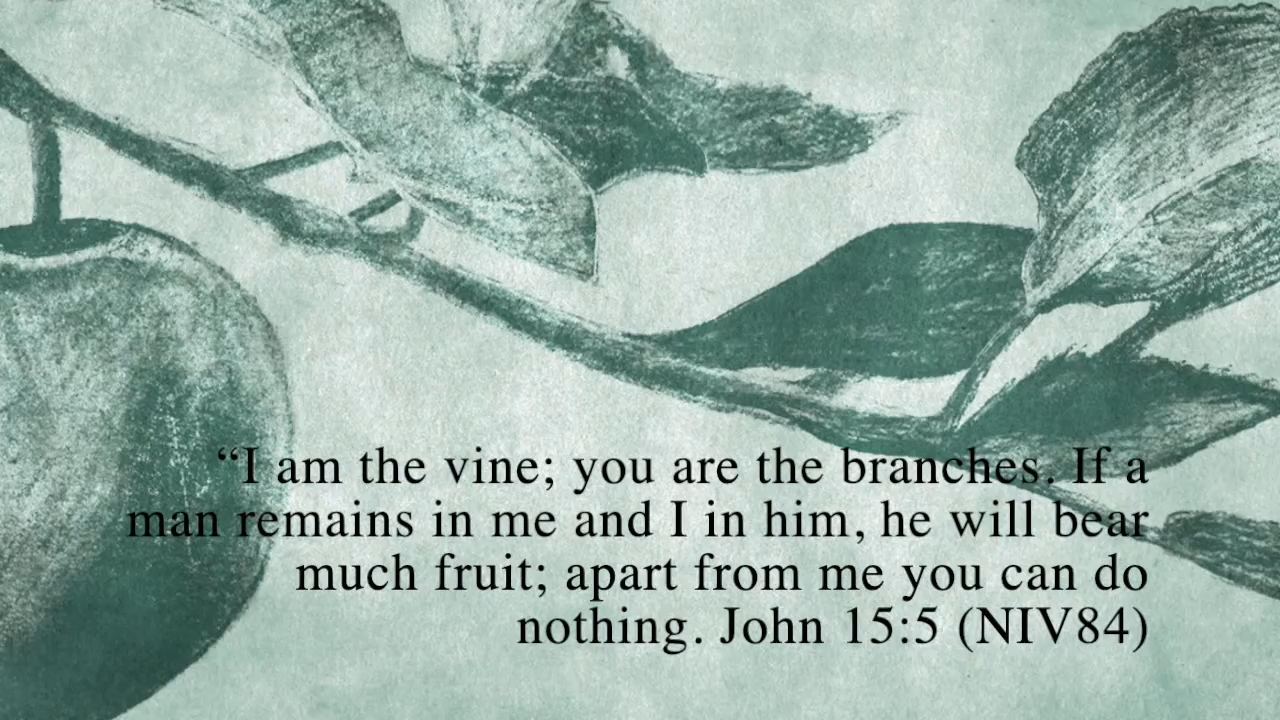 “I am the vine; you are the branches. If a
man remains in me and I in him, he will bear
much fruit; apart from me you can do
nothing. John 15:5 (NIV84)